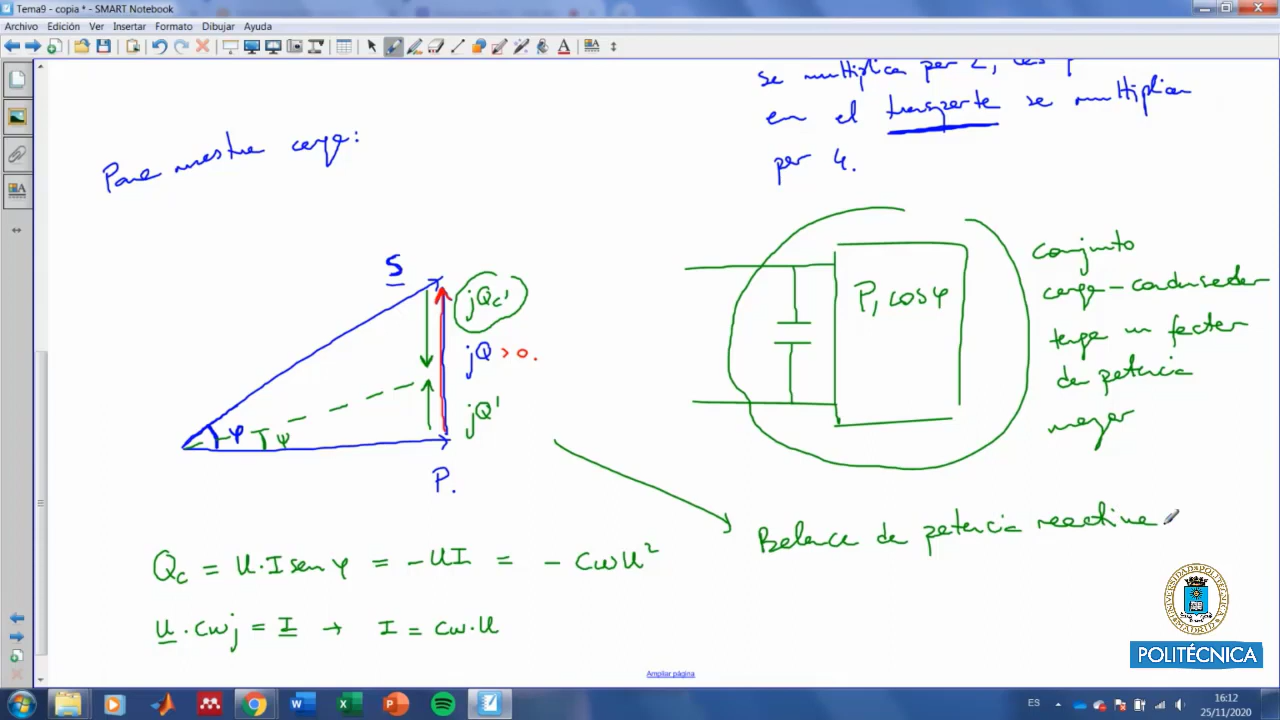 Tema9 - copia * - SMART Notebook
Archivo Edición Ver Insertar Formato Dibujar Ayuda
se multiplica por 2, las
en el transporte se multiplican
por 4.
Para nuestra carga:
S
jQc'
jQ > 0.
jQ'
φ
φ'
P.
P, cosφ
Conjunto
carga-condensador
tenga un factor
de potencia
mayor
Balance de potencia reactiva
Qc = U·I sen φ = -UI = - CωU²
U·Cωj = I → I = Cω·U
POLITÉCNICA
Ampliar página
ES
16:12
25/11/2020